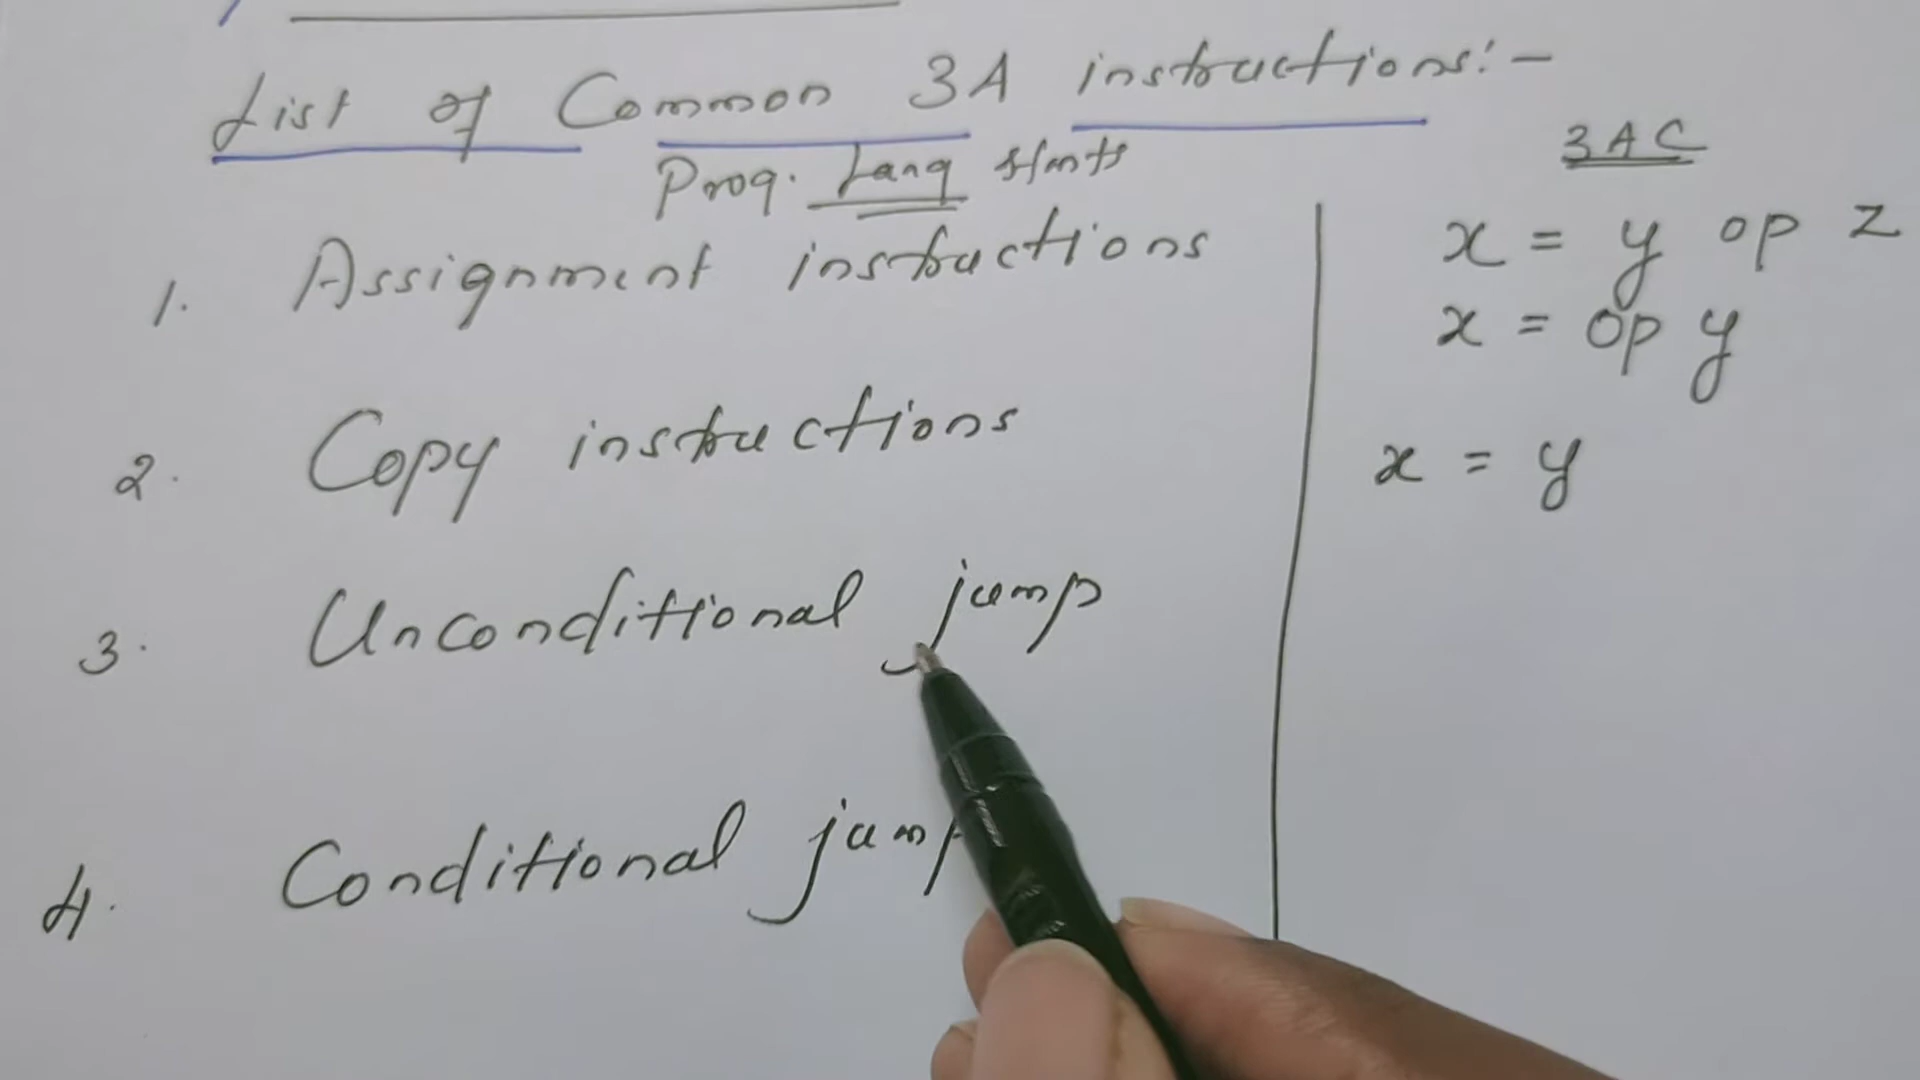 List of Common 3A instructions:-
Prog. Lang stmts
3AC
1. Assignment instructions
x = y op z
x = op y
2. Copy instructions
x = y
3. Unconditional jump
4. Conditional jump